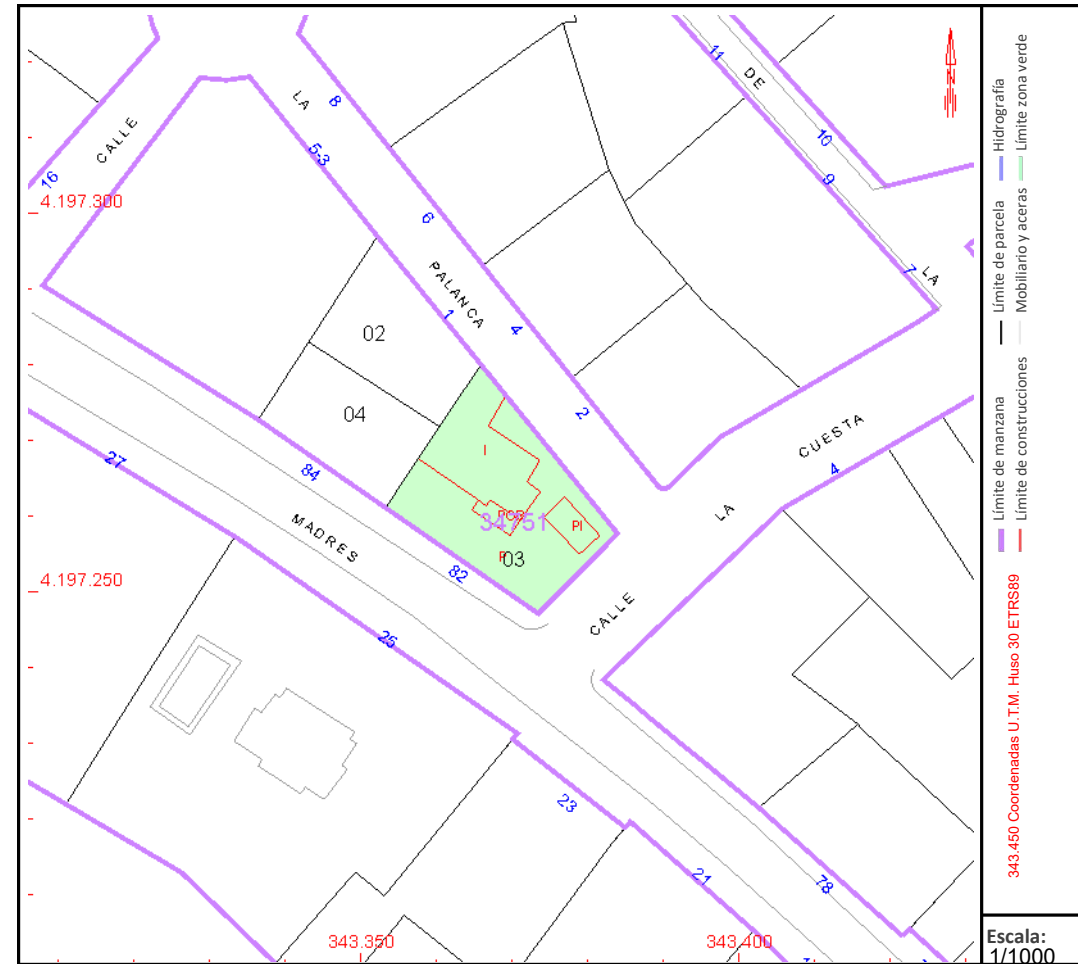 11
DE
10
9
7
LA
8
LA
5-3
CALLE
16
4.197.300
6
PALANCA
1
4
2
02
04
CUESTA
4
LA
I
POR
34751
PI
P
03
84
27
MADRES
82
4.197.250
CALLE
25
23
21
78
343.350
343.400
N
Hidrografía
Límite zona verde
Límite de parcela
Mobiliario y aceras
Límite de manzana
Límite de construcciones
343.450 Coordenadas U.T.M. Huso 30 ETRS89
Escala:
1/1000